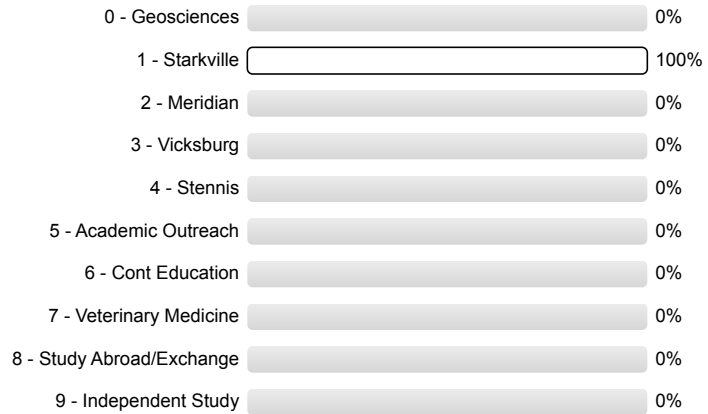 0 - Geosciences 0%
1 - Starkville 100%
2 - Meridian 0%
3 - Vicksburg 0%
4 - Stennis 0%
5 - Academic Outreach 0%
6 - Cont Education 0%
7 - Veterinary Medicine 0%
8 - Study Abroad/Exchange 0%
9 - Independent Study 0%